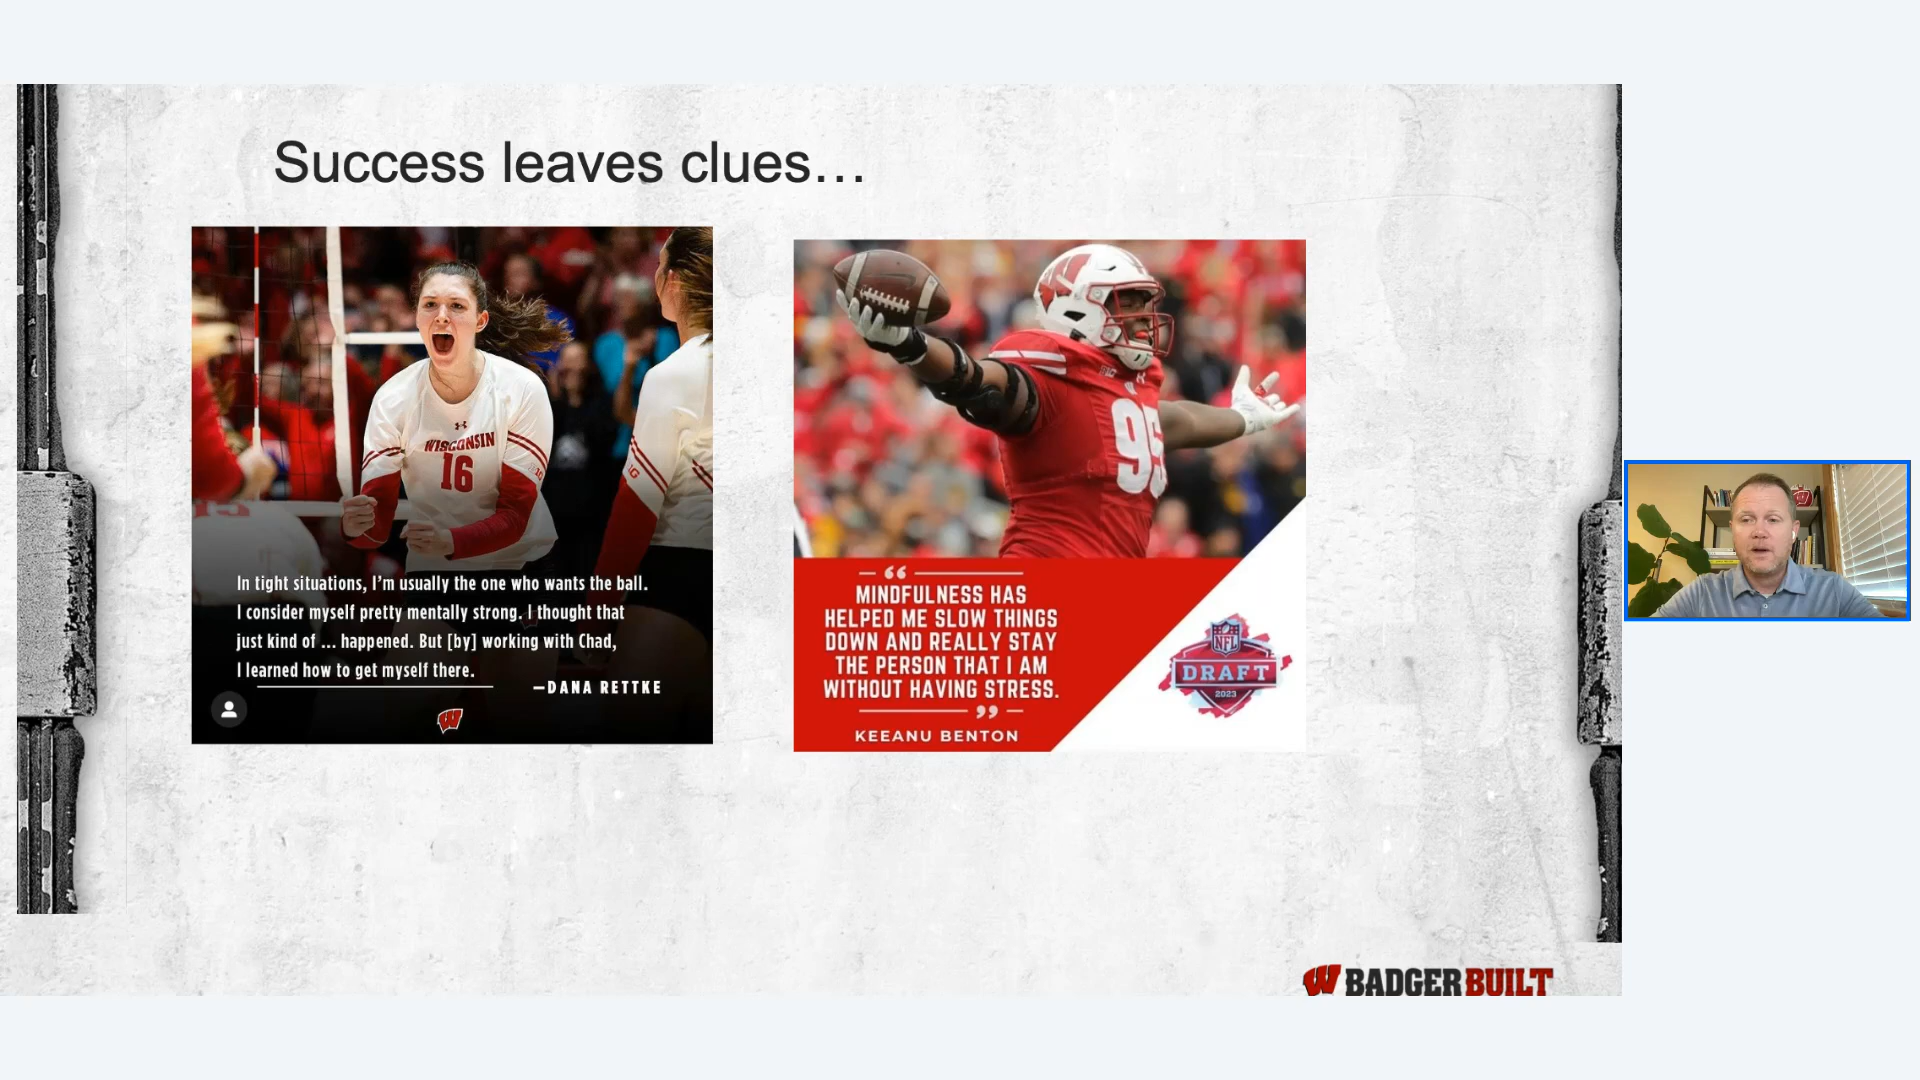 Success leaves clues…
WISCONSIN
16
In tight situations, I'm usually the one who wants the ball.
I consider myself pretty mentally strong. I thought that
just kind of ... happened. But [by] working with Chad,
I learned how to get myself there.
—DANA RETTKE
W
95
“
MINDFULNESS HAS
HELPED ME SLOW THINGS
DOWN AND REALLY STAY
THE PERSON THAT I AM
WITHOUT HAVING STRESS.
”
KEEANU BENTON
NFL
DRAFT
2023
W BADGERBUILT